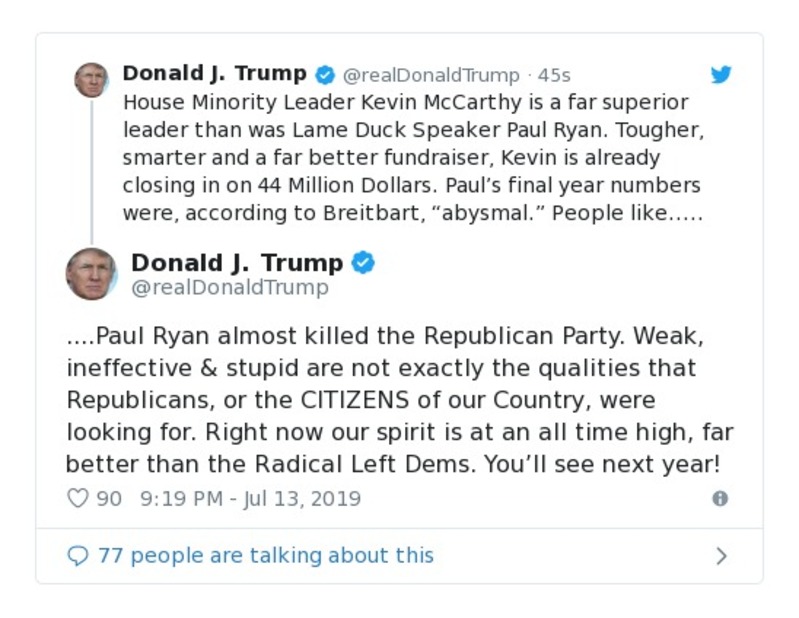 Donald J. Trump @realDonaldTrump · 45s
House Minority Leader Kevin McCarthy is a far superior
leader than was Lame Duck Speaker Paul Ryan. Tougher,
smarter and a far better fundraiser, Kevin is already
closing in on 44 Million Dollars. Paul’s final year numbers
were, according to Breitbart, “abysmal.” People like.....
Donald J. Trump
@realDonaldTrump
....Paul Ryan almost killed the Republican Party. Weak,
ineffective & stupid are not exactly the qualities that
Republicans, or the CITIZENS of our Country, were
looking for. Right now our spirit is at an all time high, far
better than the Radical Left Dems. You’ll see next year!
90 9:19 PM - Jul 13, 2019
77 people are talking about this